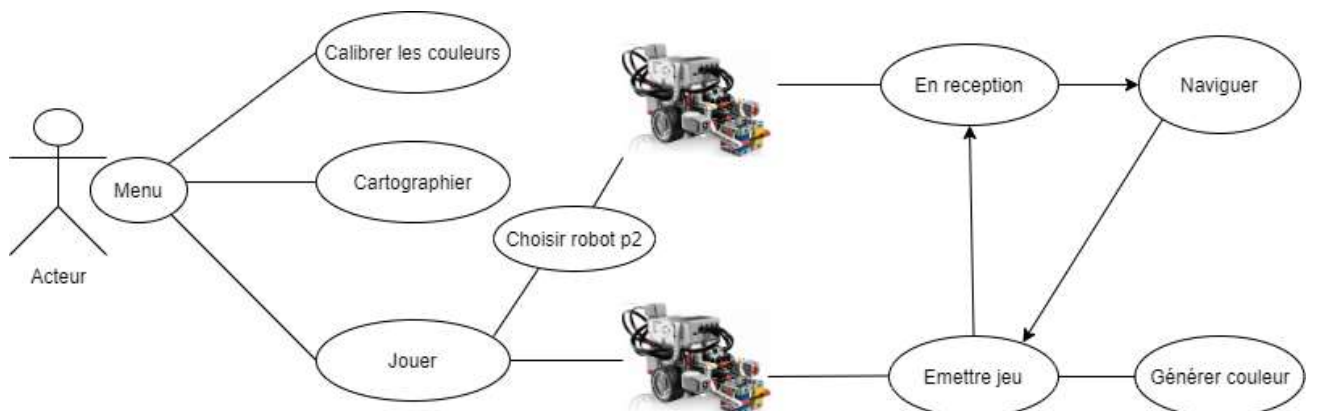 Calibrer les couleurs
En reception
Naviguer
Menu
Cartographier
Choisir robot p2
Acteur
Jouer
Emettre jeu
Générer couleur